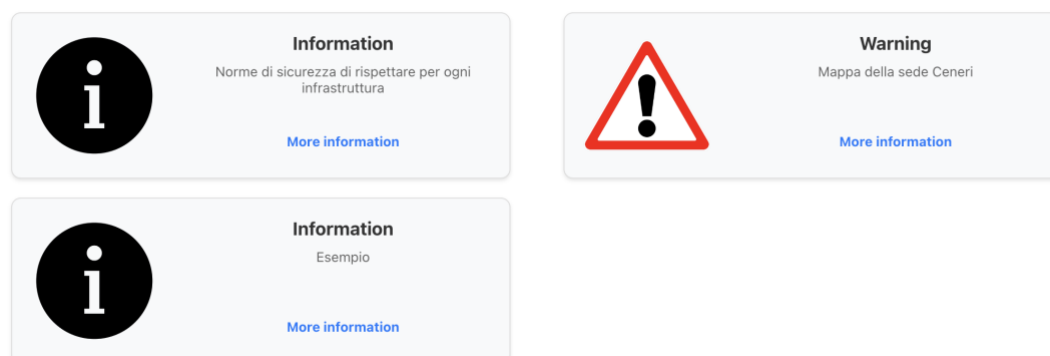 Information
Norme di sicurezza di rispettare per ogni
infrastruttura
More information
Warning
Mappa della sede Ceneri
More information
Information
Esempio
More information